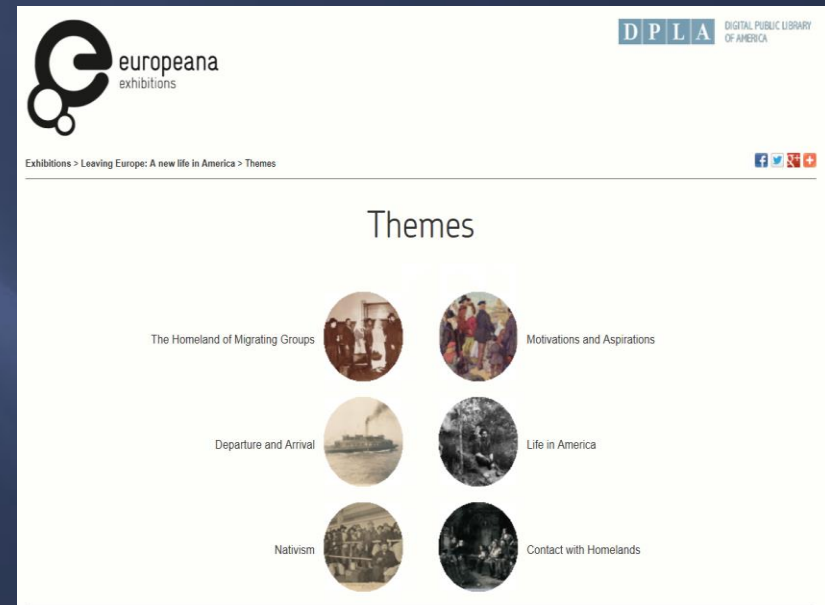 europeana
exhibitions
D P L A
DIGITAL PUBLIC LIBRARY
OF AMERICA
Exhibitions > Leaving Europe: A new life in America > Themes
Themes
The Homeland of Migrating Groups
Motivations and Aspirations
Departure and Arrival
Life in America
Nativism
Contact with Homelands